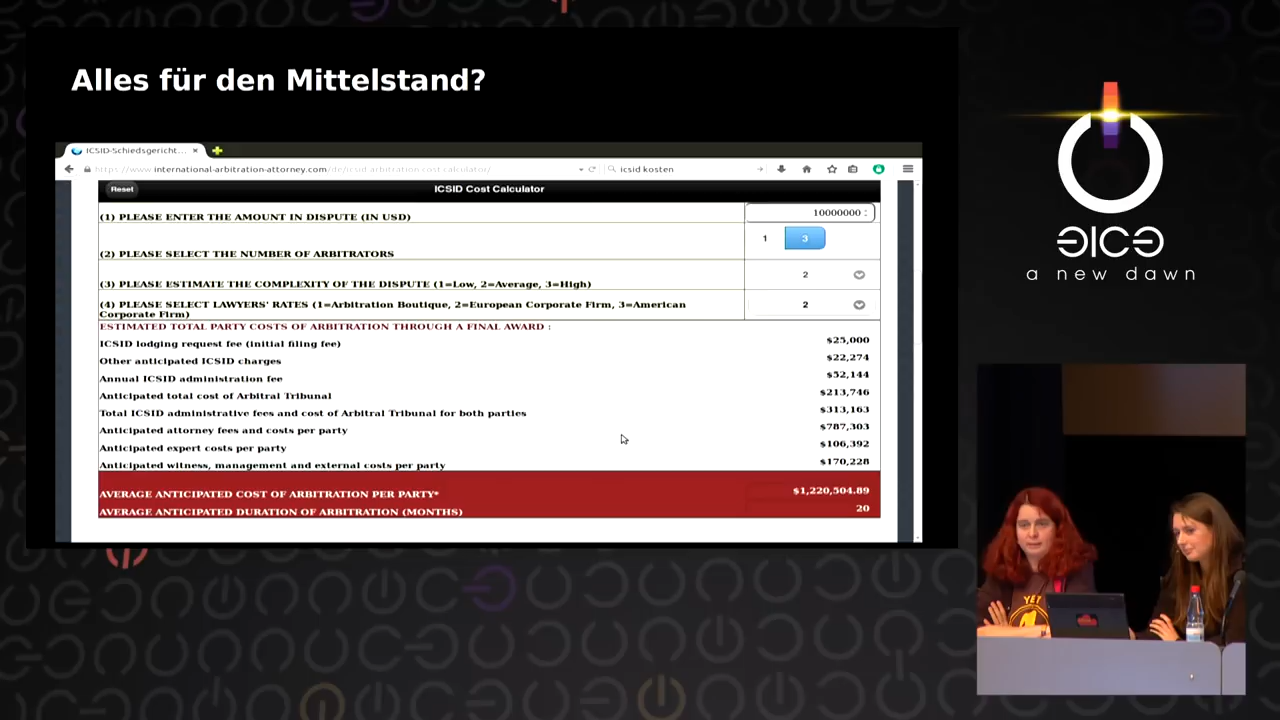 Alles für den Mittelstand?
ICSID-Schiedsgericht...
https://www.international-arbitration-attorney.com/de/icsid-arbitration-cost-calculator/
icsid kosten
Reset
ICSID Cost Calculator
(1) PLEASE ENTER THE AMOUNT IN DISPUTE (IN USD)
10000000
1 3
(2) PLEASE SELECT THE NUMBER OF ARBITRATORS
(3) PLEASE ESTIMATE THE COMPLEXITY OF THE DISPUTE (1=Low, 2=Average, 3=High)
2
(4) PLEASE SELECT LAWYERS' RATES (1=Arbitration Boutique, 2=European Corporate Firm, 3=American
Corporate Firm)
2
ESTIMATED TOTAL PARTY COSTS OF ARBITRATION THROUGH A FINAL AWARD :
ICSID lodging request fee (initial filing fee) $25,000
Other anticipated ICSID charges $22,274
Annual ICSID administration fee $52,144
Anticipated total cost of Arbitral Tribunal $213,746
Total ICSID administrative fees and cost of Arbitral Tribunal for both parties $313,163
Anticipated attorney fees and costs per party $787,303
Anticipated expert costs per party $106,392
Anticipated witness, management and external costs per party $170,228
AVERAGE ANTICIPATED COST OF ARBITRATION PER PARTY* $1,220,504.89
AVERAGE ANTICIPATED DURATION OF ARBITRATION (MONTHS) 20
a new dawn
YET